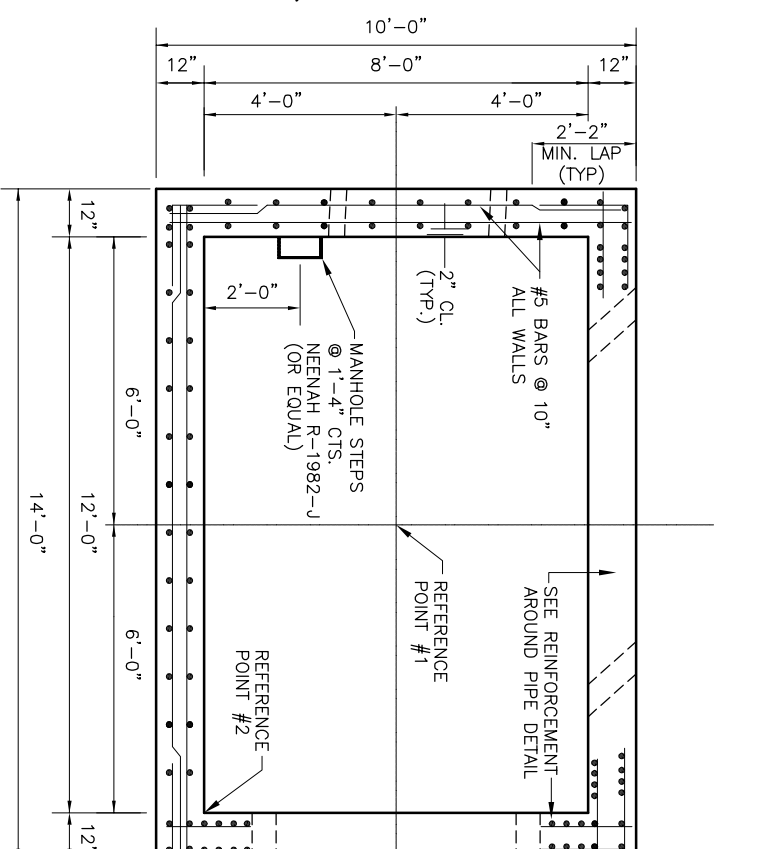 10'-0"
12"
8'-0"
12"
4'-0"
4'-0"
2'-2"
MIN. LAP
(TYP)
12"
2'-0"
2" CL.
(TYP.)
#5 BARS @ 10"
ALL WALLS
MANHOLE STEPS
@ 1'-4" CTS.
NEENAH R-1982-J
(OR EQUAL)
6'-0"
12'-0"
14'-0"
6'-0"
REFERENCE
POINT #1
SEE REINFORCEMENT
AROUND PIPE DETAIL
REFERENCE
POINT #2
12"